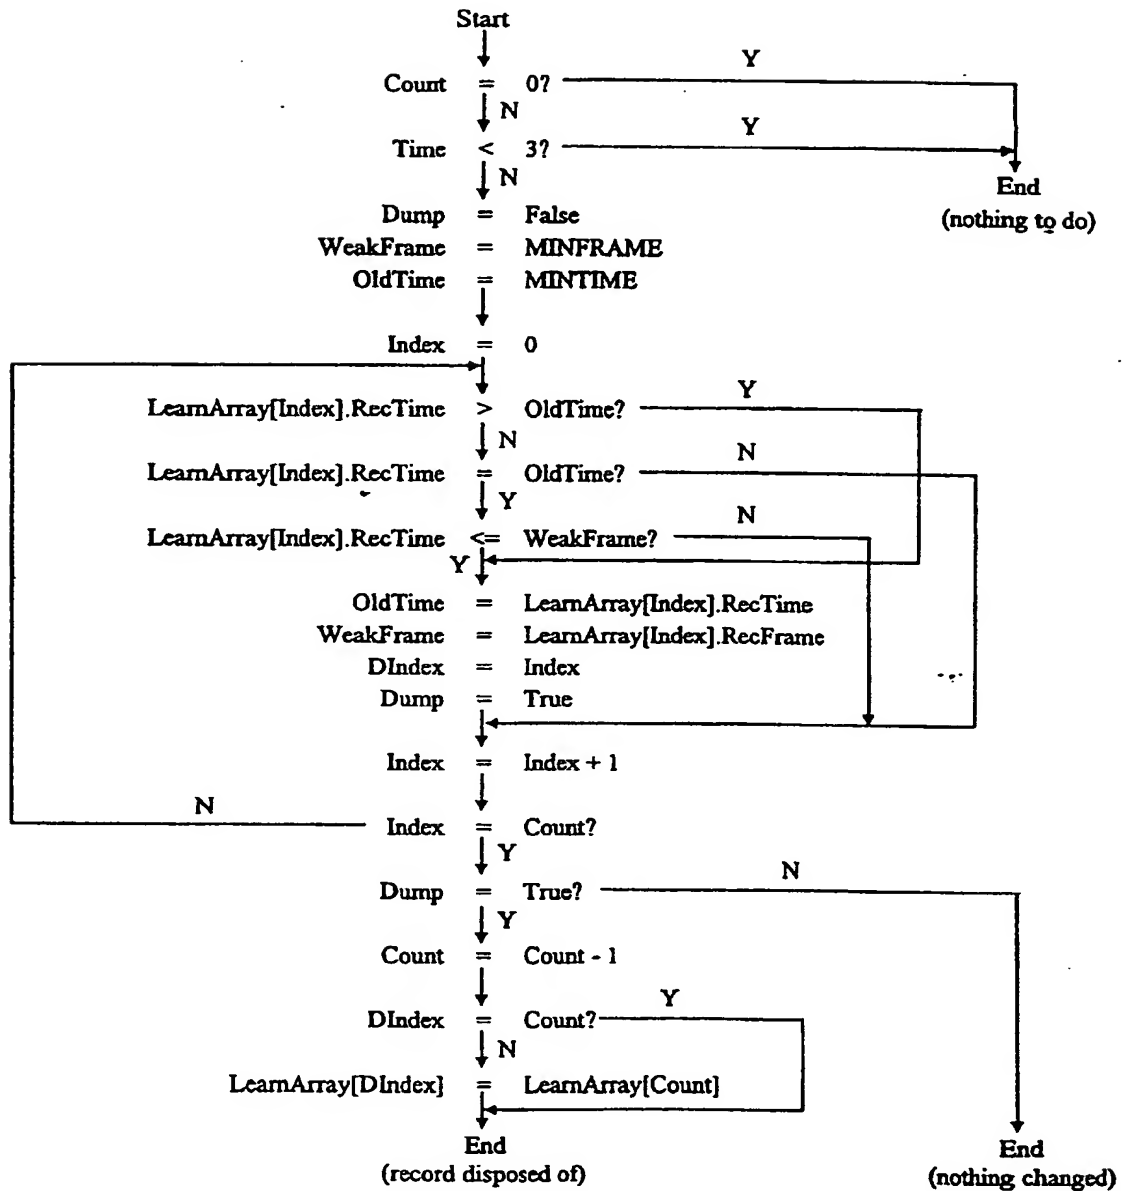 Start
Y
Count = 0?
N
Y
Time < 3?
N
End
(nothing to do)
Dump = False
WeakFrame = MINFRAME
OldTime = MINTIME
Index = 0
Y
LearnArray[Index].RecTime > OldTime?
N
N
LearnArray[Index].RecTime = OldTime?
Y
N
LearnArray[Index].RecTime <= WeakFrame?
Y
OldTime = LearnArray[Index].RecTime
WeakFrame = LearnArray[Index].RecFrame
DIndex = Index
Dump = True
Index = Index + 1
N
Index = Count?
Y
N
Dump = True?
Y
Count = Count - 1
Y
DIndex = Count?
N
LearnArray[DIndex] = LearnArray[Count]
End
(record disposed of)
End
(nothing changed)